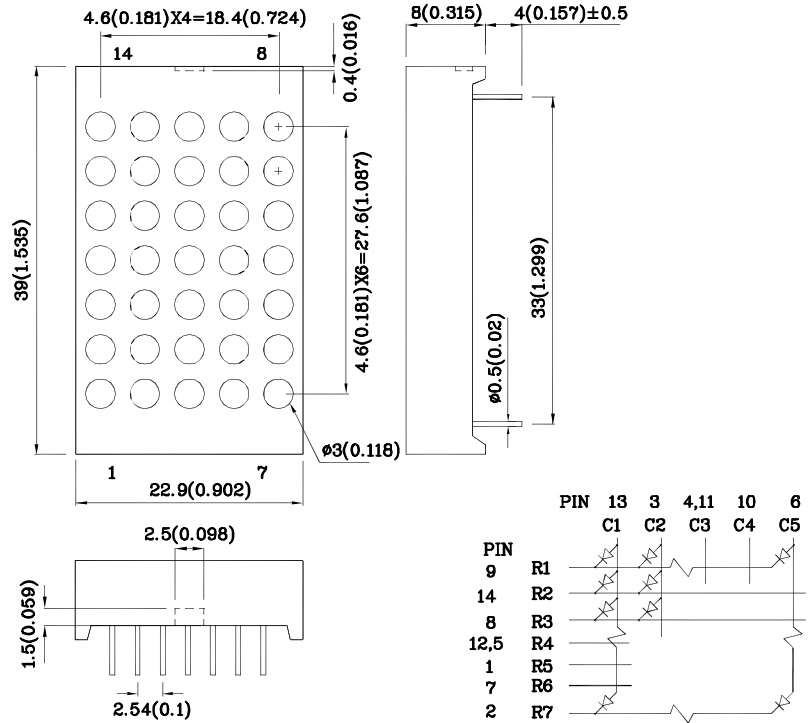 4.6(0.181)X4=18.4(0.724)
14
8
0.4(0.016)
39(1.535)
4.6(0.181)X6=27.6(1.087)
ø3(0.118)
1
7
22.9(0.902)
8(0.315)
4(0.157)±0.5
33(1.299)
ø0.5(0.02)
2.5(0.098)
1.5(0.059)
2.54(0.1)
PIN 13 3 4,11 10 6
C1 C2 C3 C4 C5
PIN
9 R1
14 R2
8 R3
12,5 R4
1 R5
7 R6
2 R7